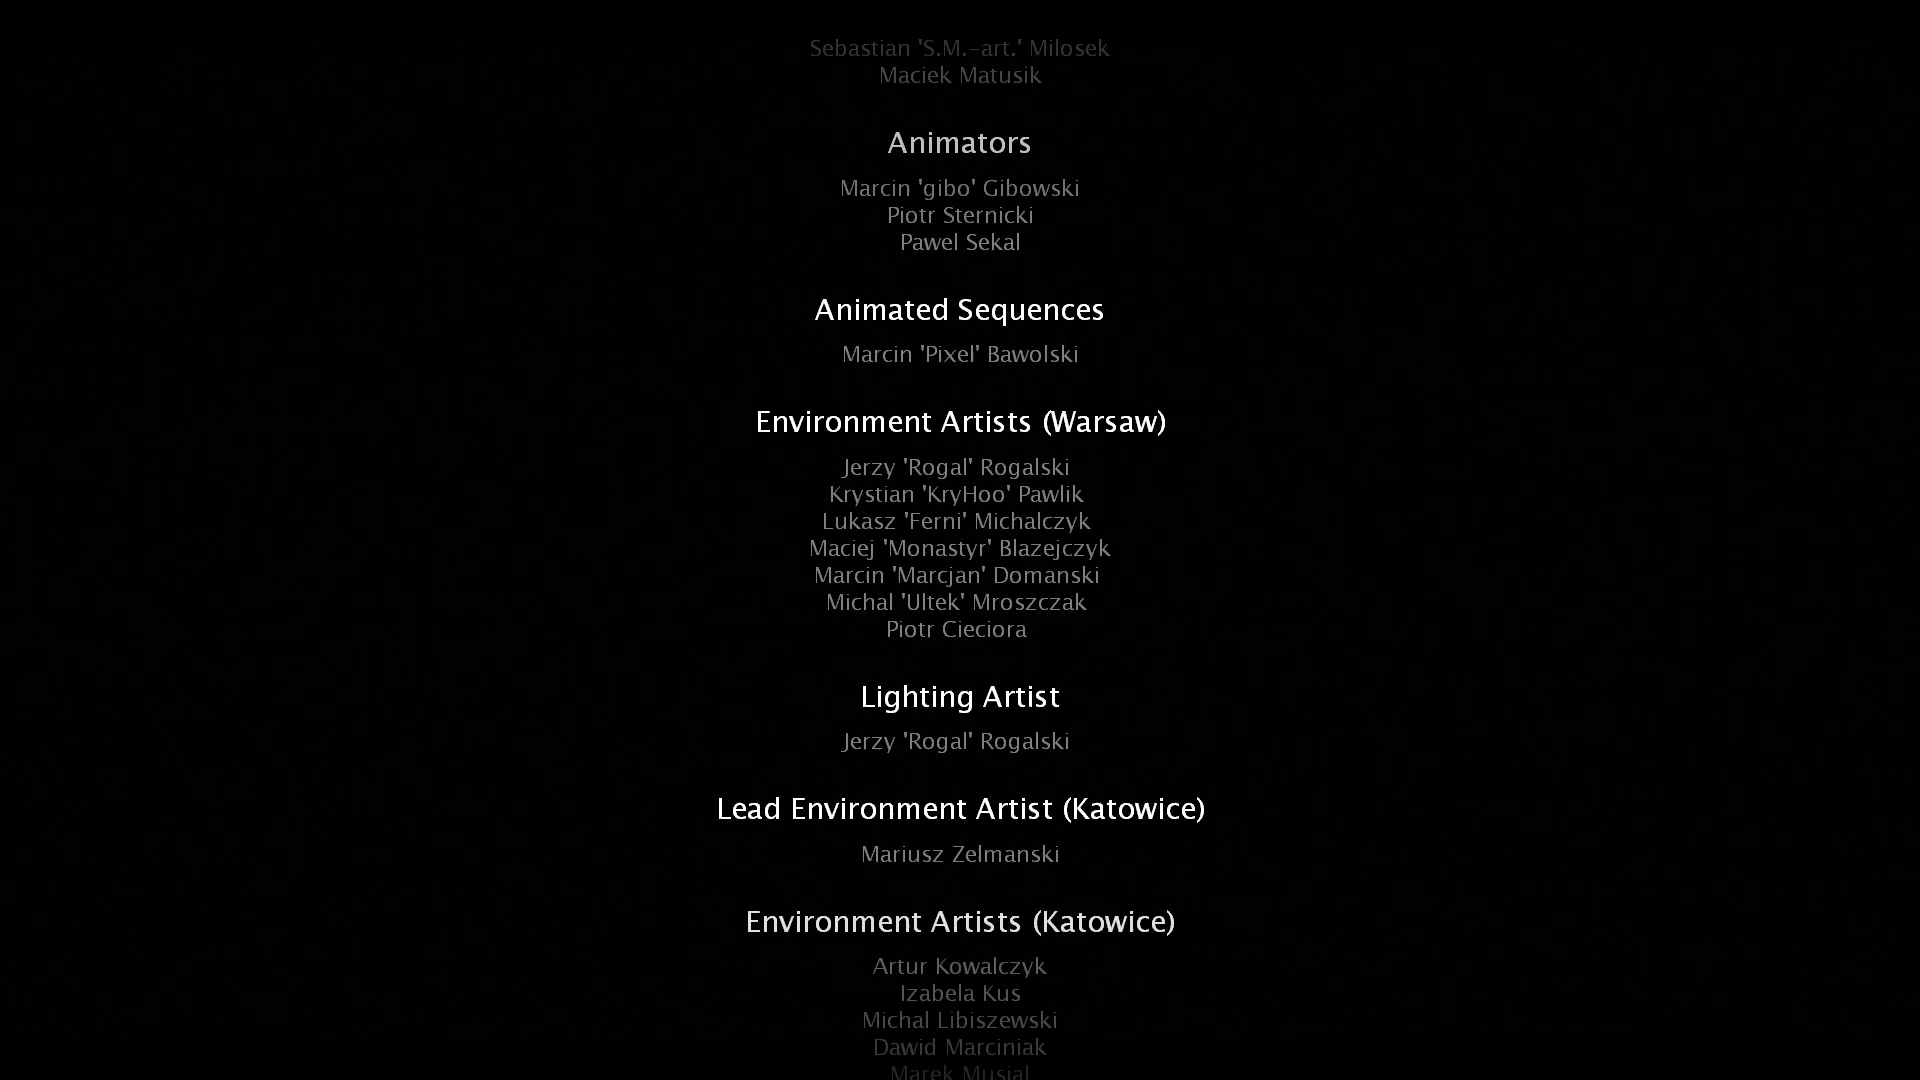 Sebastian 'S.M.-art.' Milosek
Maciek Matusik
Animators
Marcin 'gibo' Gibowski
Piotr Sternicki
Pawel Sekal
Animated Sequences
Marcin 'Pixel' Bawolski
Environment Artists (Warsaw)
Jerzy 'Rogal' Rogalski
Krystian 'KryHoo' Pawlik
Lukasz 'Ferni' Michalczyk
Maciej 'Monastyr' Blazejczyk
Marcin 'Marcjan' Domanski
Michal 'Ultek' Mroszczak
Piotr Cieciora
Lighting Artist
Jerzy 'Rogal' Rogalski
Lead Environment Artist (Katowice)
Mariusz Zelmanski
Environment Artists (Katowice)
Artur Kowalczyk
Izabela Kus
Michal Libiszewski
Dawid Marciniak
Marek Musial